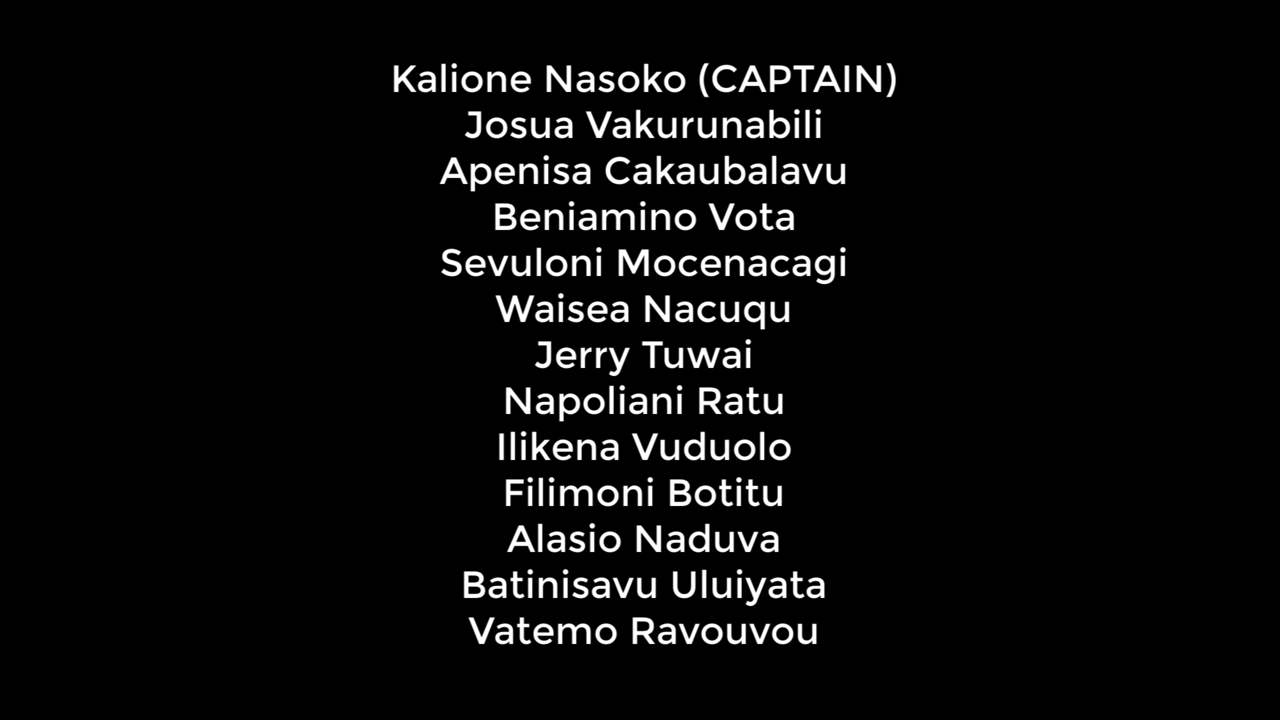 Kalione Nasoko (CAPTAIN)
Josua Vakurunabili
Apenisa Cakaubalavu
Beniamino Vota
Sevuloni Mocenacagi
Waisea Nacuqu
Jerry Tuwai
Napoliani Ratu
Ilikena Vuduolo
Filimoni Botitu
Alasio Naduva
Batinisavu Uluiyata
Vatemo Ravouvou